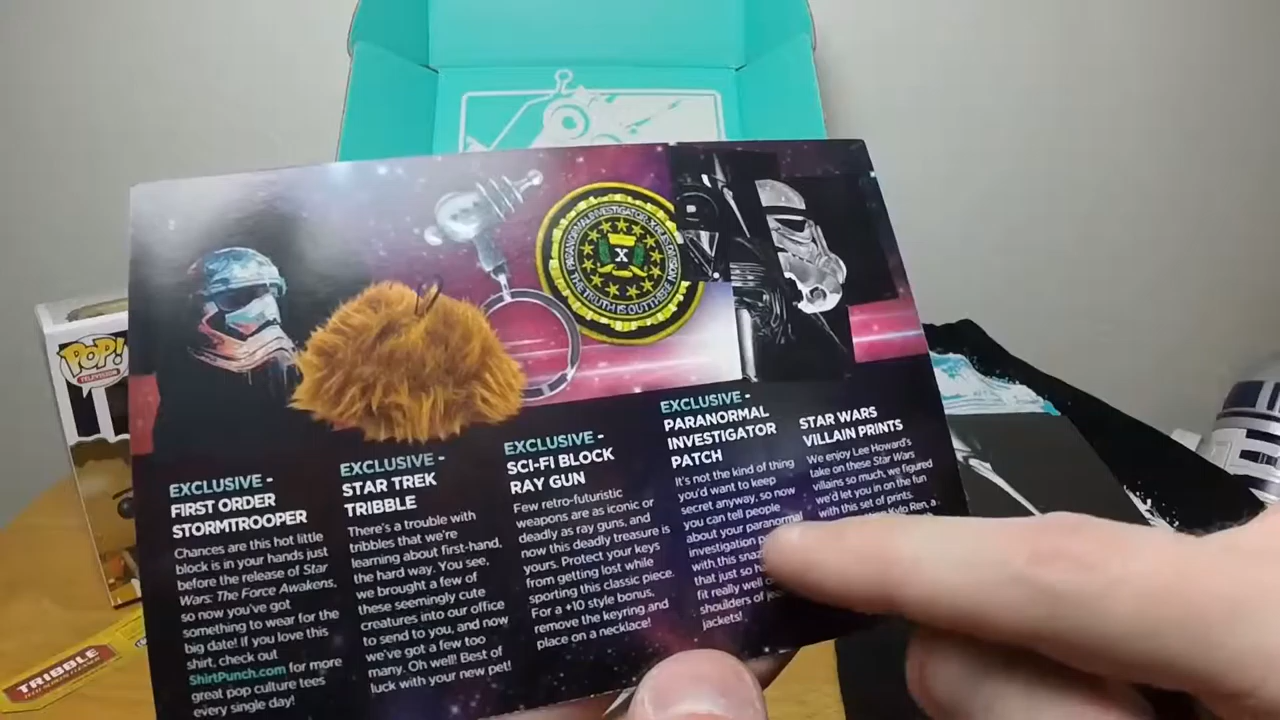 POP!
TELEVISION
TRIBBLE
PARANORMAL INVESTIGATOR - X-FILES DIVISION
X
THE TRUTH IS OUT THERE
EXCLUSIVE -
FIRST ORDER
STORMTROOPER
Chances are this hot little
block is in your hands just
before the release of Star
Wars: The Force Awakens,
so now you've got
something to wear for the
big date! If you love this
shirt, check out
ShirtPunch.com for more
great pop culture tees
every single day!
EXCLUSIVE -
STAR TREK
TRIBBLE
There's a trouble with
tribbles that we're
learning about first-hand,
the hard way. You see,
we brought a few of
these seemingly cute
creatures into our office
to send to you, and now
we've got a few too
many. Oh well! Best of
luck with your new pet!
EXCLUSIVE -
SCI-FI BLOCK
RAY GUN
Few retro-futuristic
weapons are as iconic or
deadly as ray guns, and
now this deadly treasure is
yours. Protect your keys
from getting lost while
sporting this classic piece.
For a +10 style bonus,
remove the keyring and
place on a necklace!
EXCLUSIVE -
PARANORMAL
INVESTIGATOR
PATCH
It's not the kind of thing
you'd want to keep
secret anyway, so now
you can tell people
about your paranormal
investigation
with this
that just so
fit really well
shoulders of
jackets!
STAR WARS
VILLAIN PRINTS
We enjoy Lee Howard's
take on these Star Wars
villains so much, we figured
we'd let you in on the fun
with this set of prints.
Kylo Ren, a